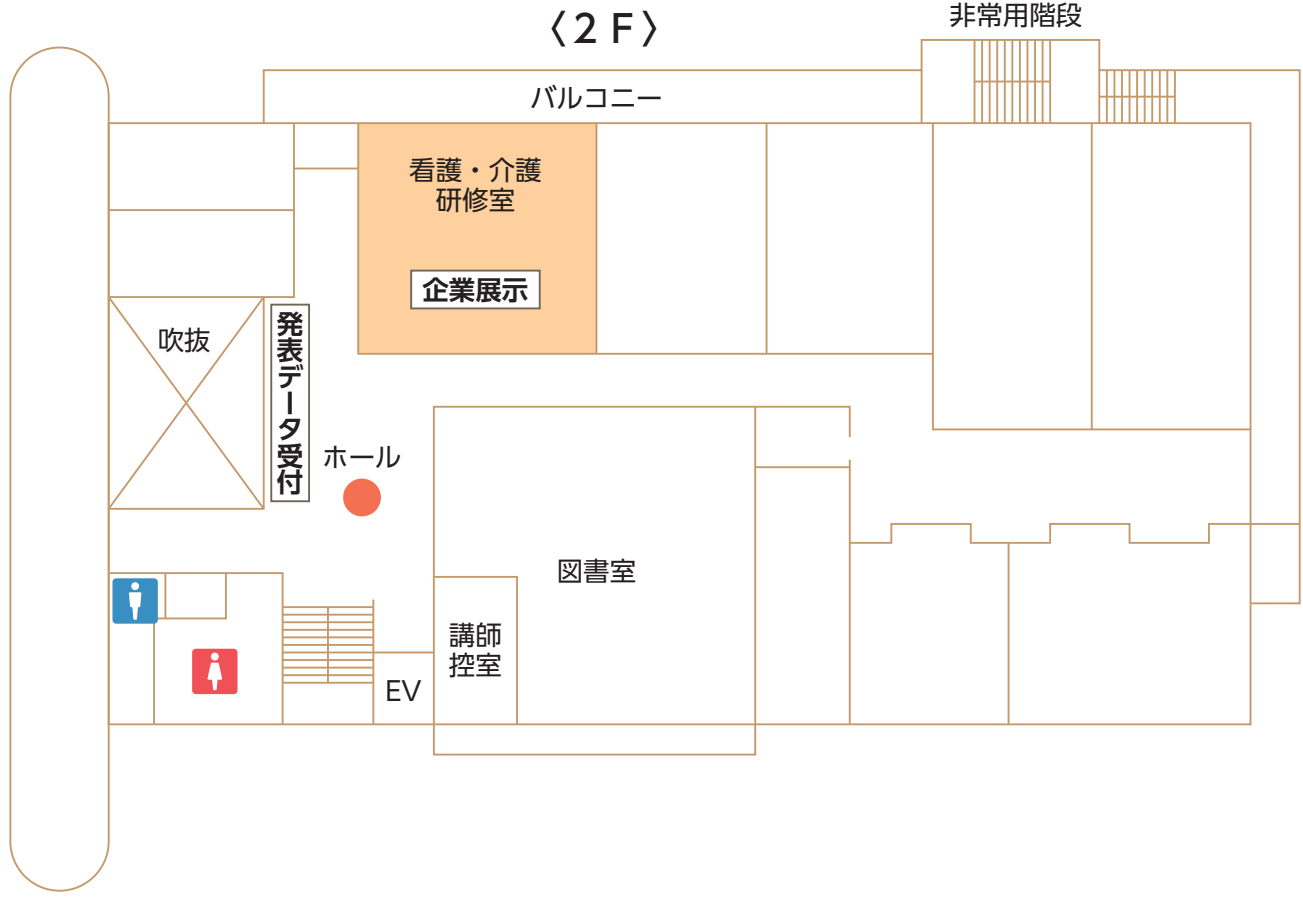 〈2 F〉
非常用階段
バルコニー
看護・介護
研修室
企業展示
吹抜
発表データ受付
ホール
図書室
講師
控室
EV